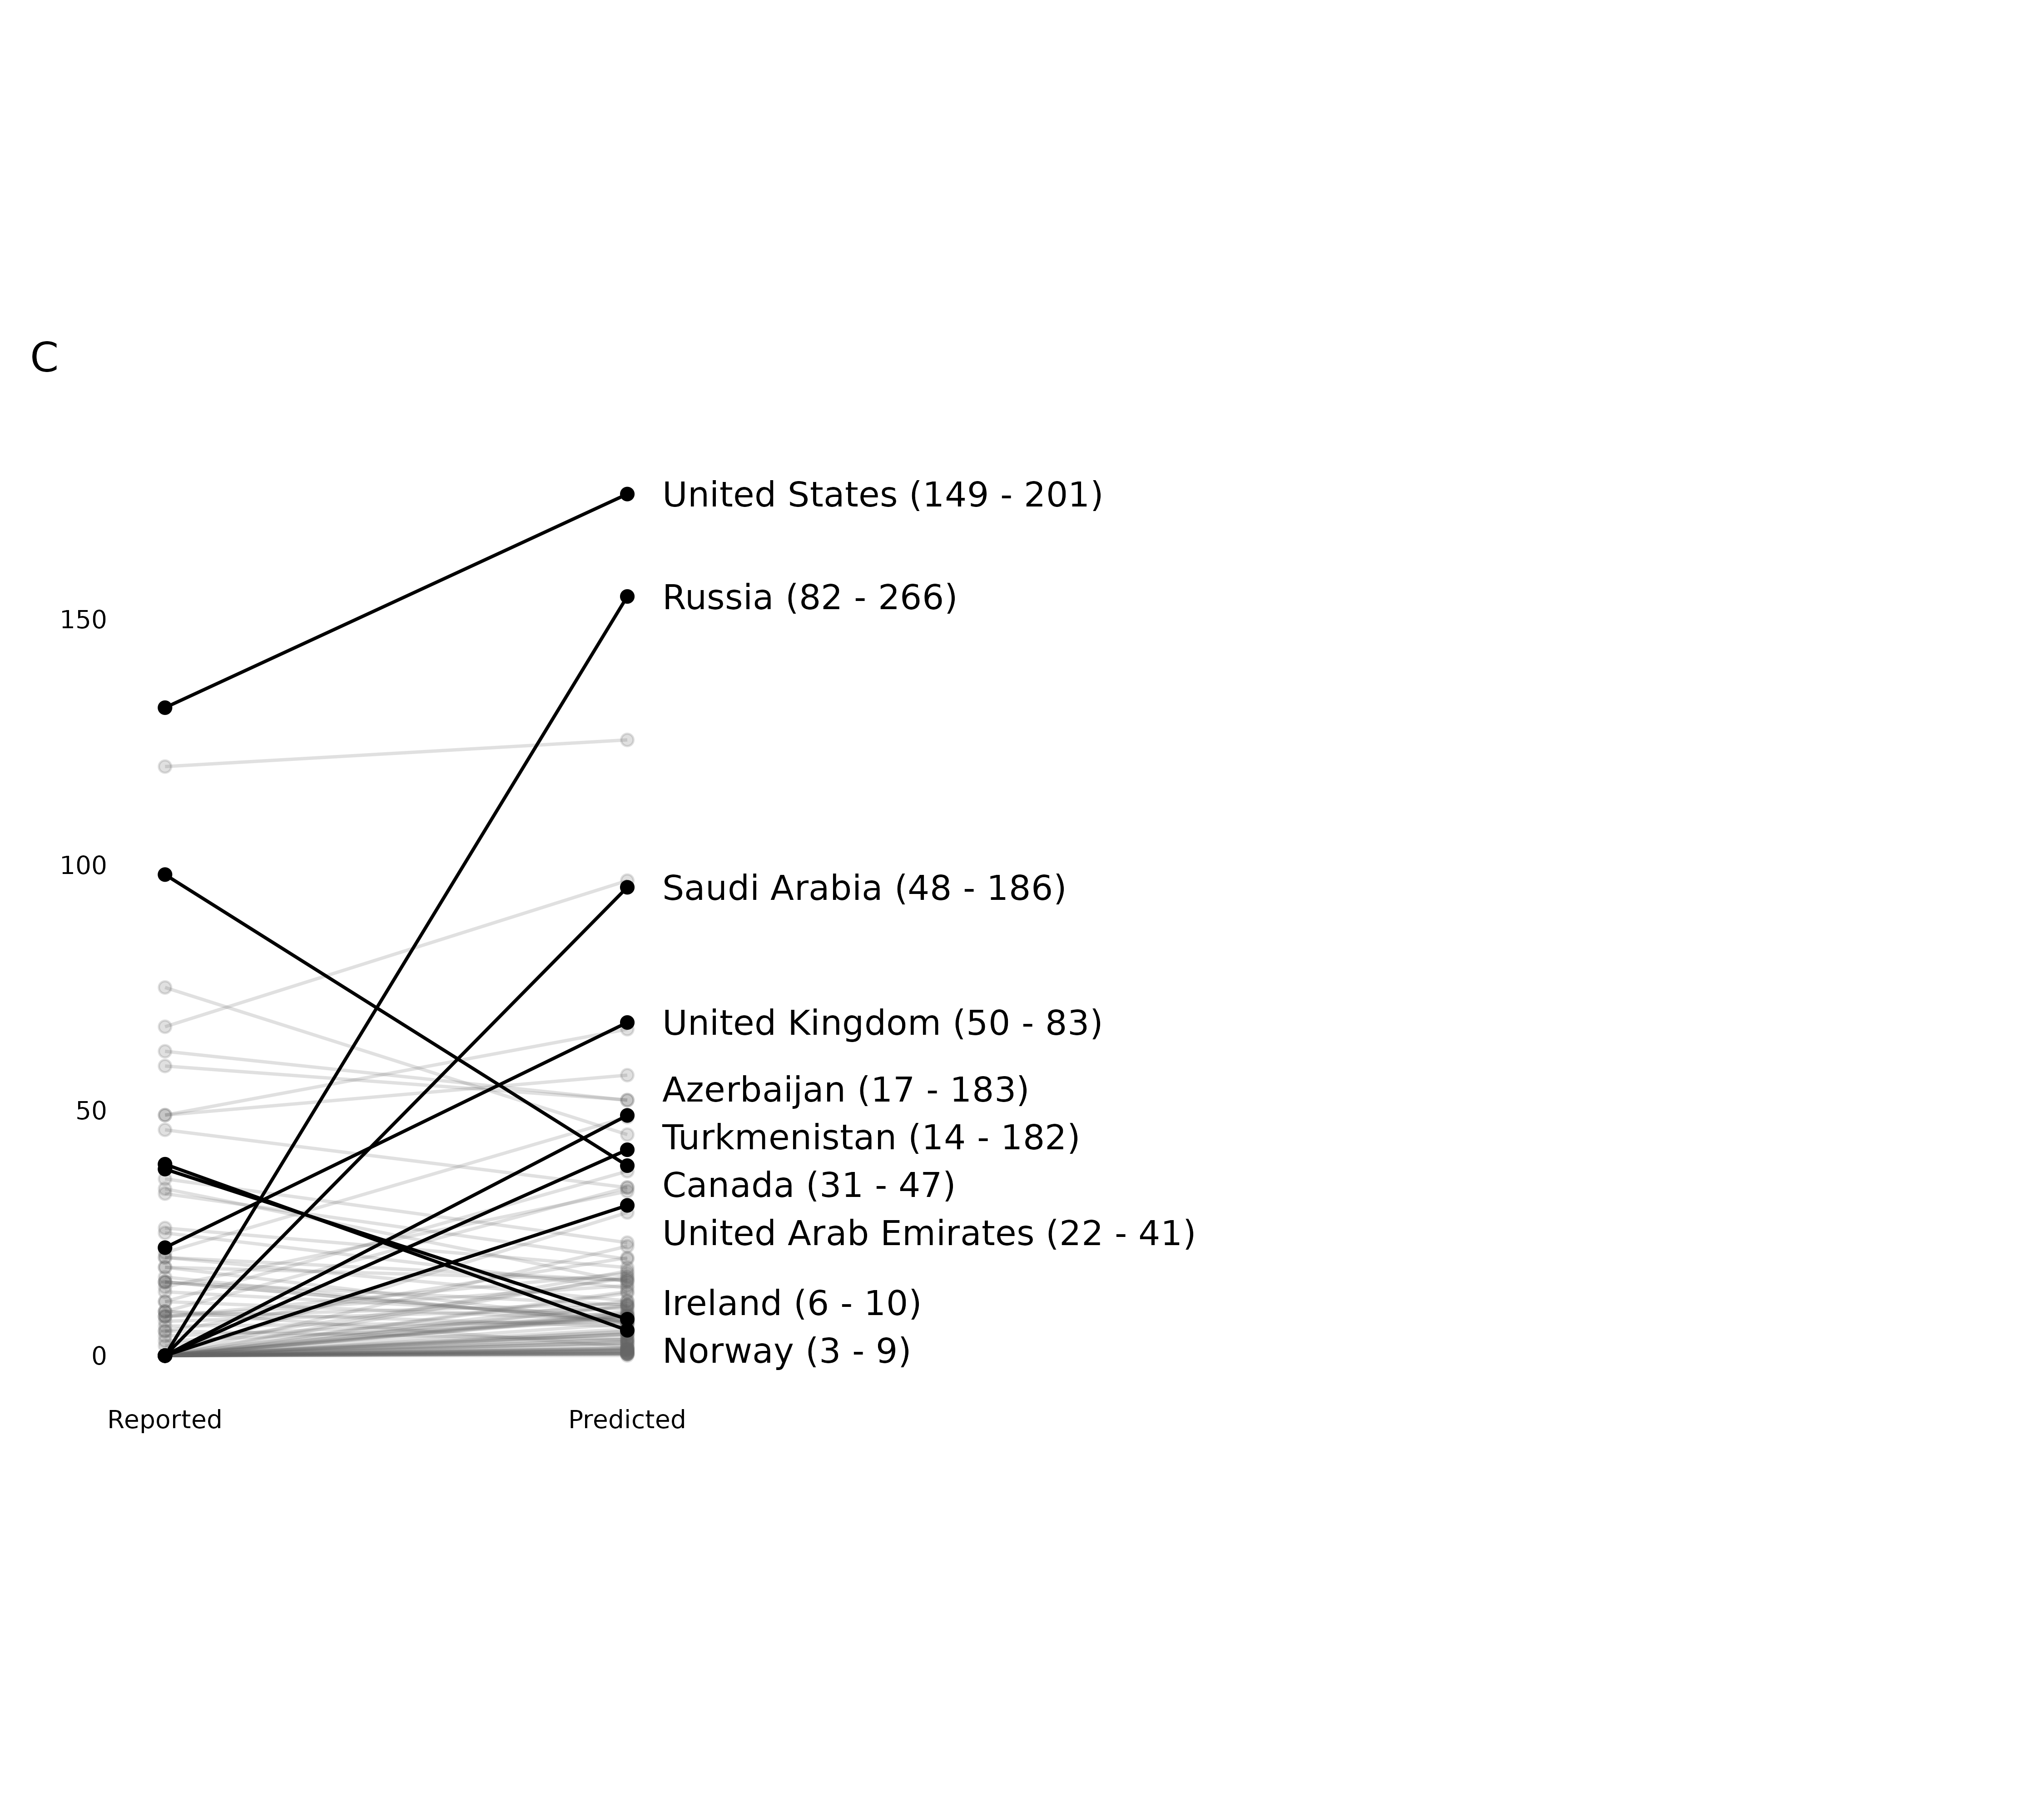 C
United States (149 - 201)
Russia (82 - 266)
150
100
Saudi Arabia (48 - 186)
United Kingdom (50 - 83)
Azerbaijan (17 - 183)
50
Turkmenistan (14 - 182)
Canada (31 - 47)
United Arab Emirates (22 - 41)
Ireland (6 - 10)
0
Norway (3 - 9)
Reported
Predicted